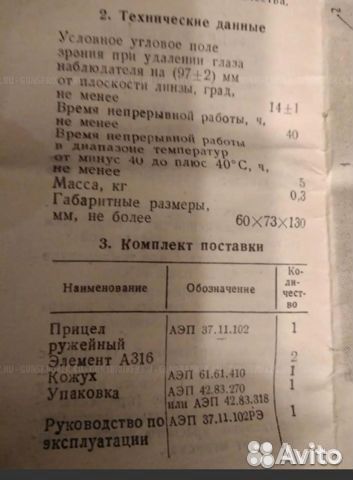 2. Технические данные
Условное угловое поле
зрения при удалении глаза
наблюдателя на (97±2) мм
от плоскости линзы, град,
не менее 14±1
Время непрерывной работы, ч,
не менее 40
Время непрерывной работы
в диапазоне температур
от минус 40 до плюс 40°С, ч,
не менее 5
Масса, кг 0,3
Габаритные размеры,
мм, не более 60×73×130
3. Комплект поставки
Наименование Обозначение Ко-
ли-
чест-
во
Прицел АЭП 37.11.102 1
ружейный
Элемент А316 2
Кожух АЭП 61.61.410 1
Упаковка АЭП 42.83.270 1
или АЭП 42.83.318
Руководство по АЭП 37.11.102РЭ 1
эксплуатации
Avito